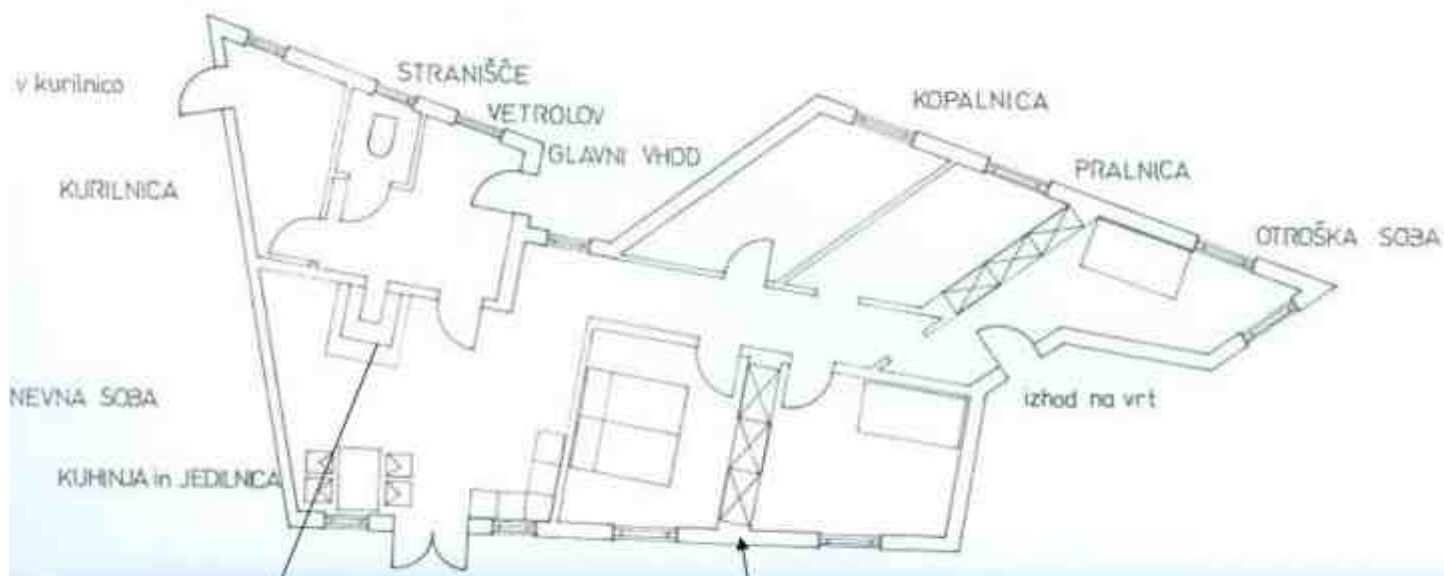 v kurilnico
STRANIŠČE
VETROLOV
GLAVNI VHOD
KOPALNICA
PRALNICA
OTROŠKA SOBA
KURILNICA
NEVNA SOBA
KUHINJA in JEDILNICA
izhod na vrt